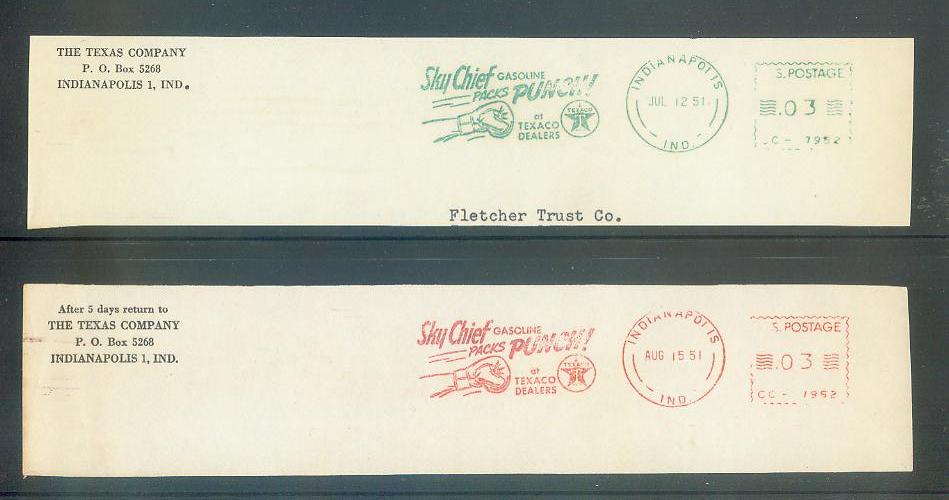 THE TEXAS COMPANY
P. O. Box 5268
INDIANAPOLIS 1, IND.
Sky Chief GASOLINE
PACKS PUNCH!
at
TEXACO
DEALERS
TEXACO
INDIANAPOLIS
JUL 12 51
IND.
S. POSTAGE
.03
C- 7952
Fletcher Trust Co.
After 5 days return to
THE TEXAS COMPANY
P. O. Box 5268
INDIANAPOLIS 1, IND.
Sky Chief GASOLINE
PACKS PUNCH!
at
TEXACO
DEALERS
TEXACO
INDIANAPOLIS
AUG 15 51
IND.
S. POSTAGE
.03
CC- 7952